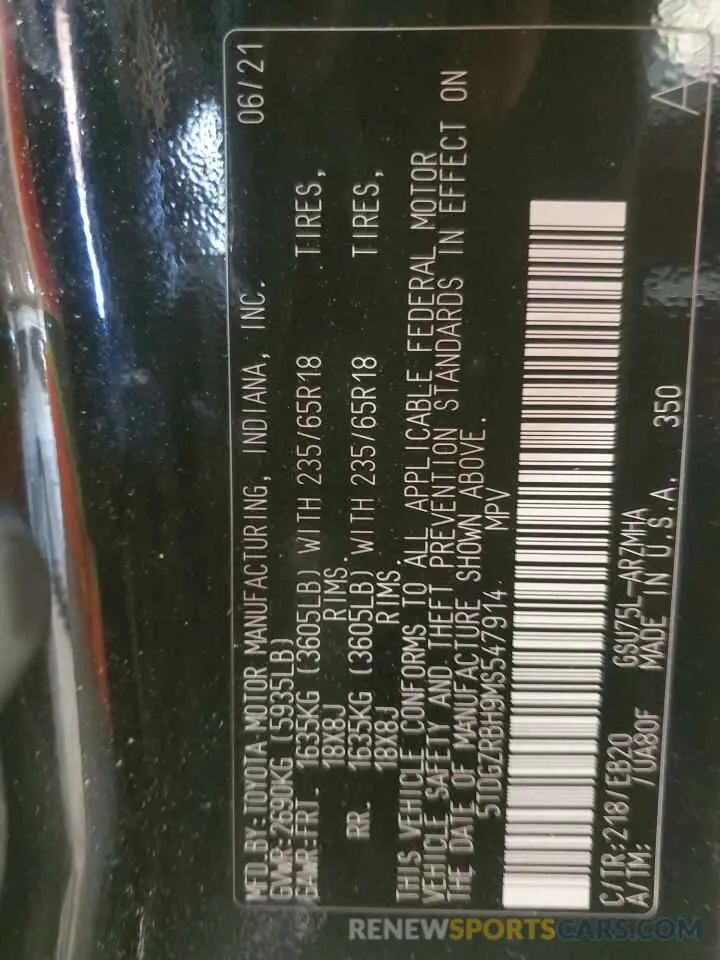 MFD.BY:TOYOTA MOTOR MANUFACTURING, INDIANA, INC. 06/21
GVWR:2690KG (5935LB)
GAWR:FRT. 1635KG (3605LB) WITH 235/65R18 TIRES,
18X8J RIMS.
RR. 1635KG (3605LB) WITH 235/65R18 TIRES,
18X8J RIMS.
THIS VEHICLE CONFORMS TO ALL APPLICABLE FEDERAL MOTOR
VEHICLE SAFETY AND THEFT PREVENTION STANDARDS IN EFFECT ON
THE DATE OF MANUFACTURE SHOWN ABOVE.
5TDGZRBH9MS547914 MPV
C/TR:218/EB20 GSU75L-ARZMHA
A/TM: /UA80F MADE IN U.S.A. 350
A
RENEWSPORTSCARS.COM